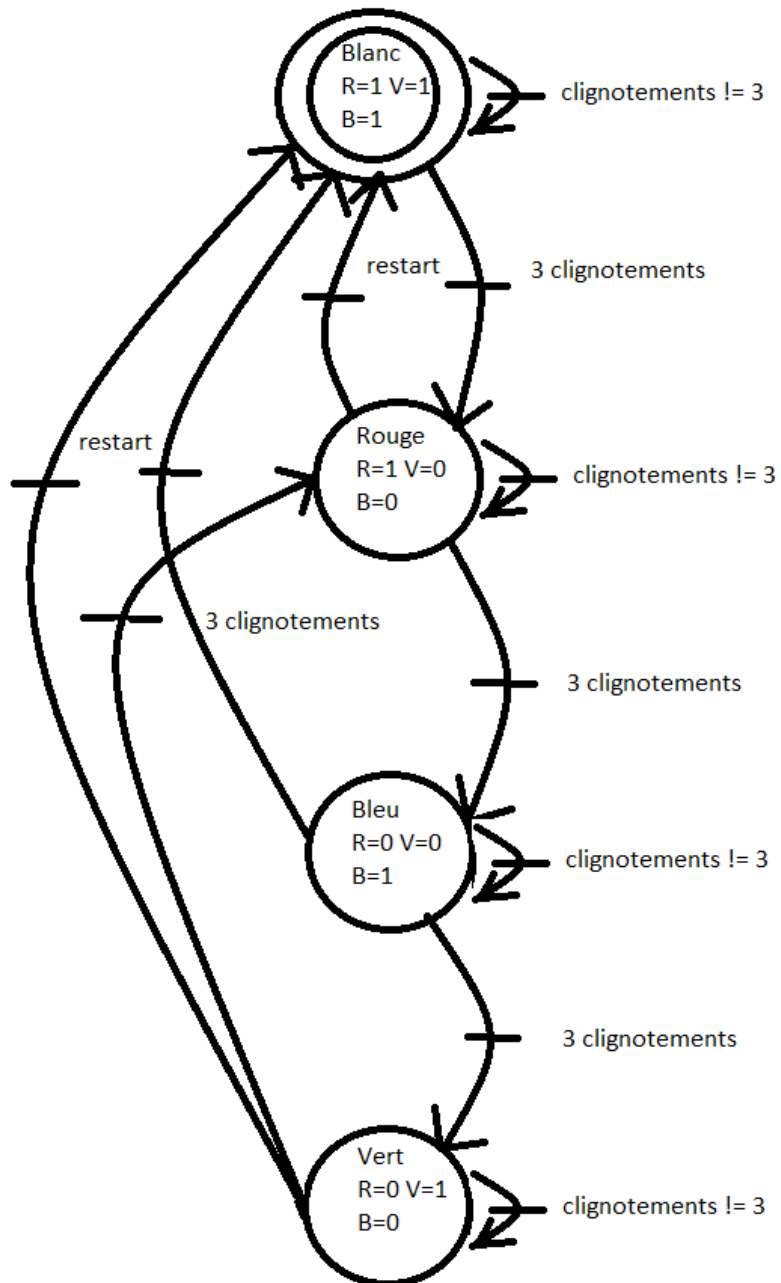 Blanc
R=1 V=1
B=1
clignotements != 3
restart
3 clignotements
Rouge
R=1 V=0
B=0
clignotements != 3
restart
3 clignotements
3 clignotements
Bleu
R=0 V=0
B=1
clignotements != 3
3 clignotements
Vert
R=0 V=1
B=0
clignotements != 3